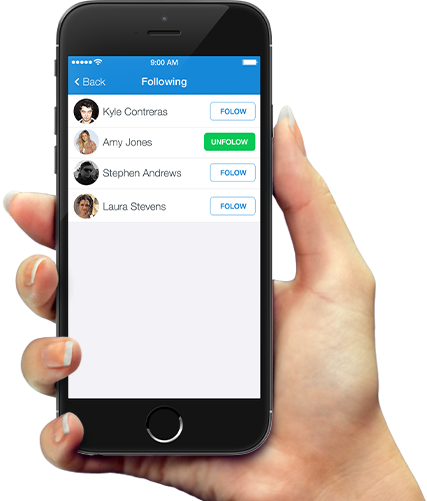 9:00 AM
Back
Following
Kyle Contreras
FOLOW
Amy Jones
UNFOLOW
Stephen Andrews
FOLOW
Laura Stevens
FOLOW